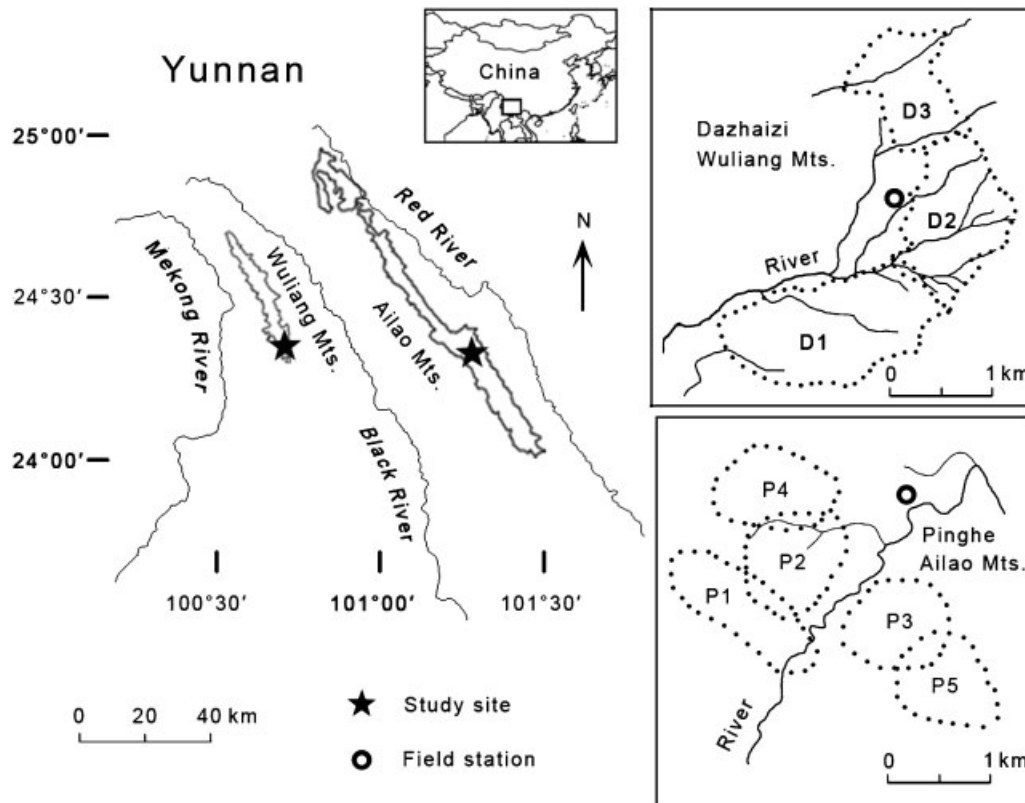 Yunnan
China
25°00′
24°30′
24°00′
100°30′
101°00′
101°30′
Mekong River
Wuliang Mts.
Black River
Ailao Mts.
Red River
N
0 20 40 km
Study site
Field station
Dazhaizi
Wuliang Mts.
D3
D2
River
D1
0 1 km
P4
Pinghe
Ailao Mts.
P2
P1
P3
P5
River
0 1 km